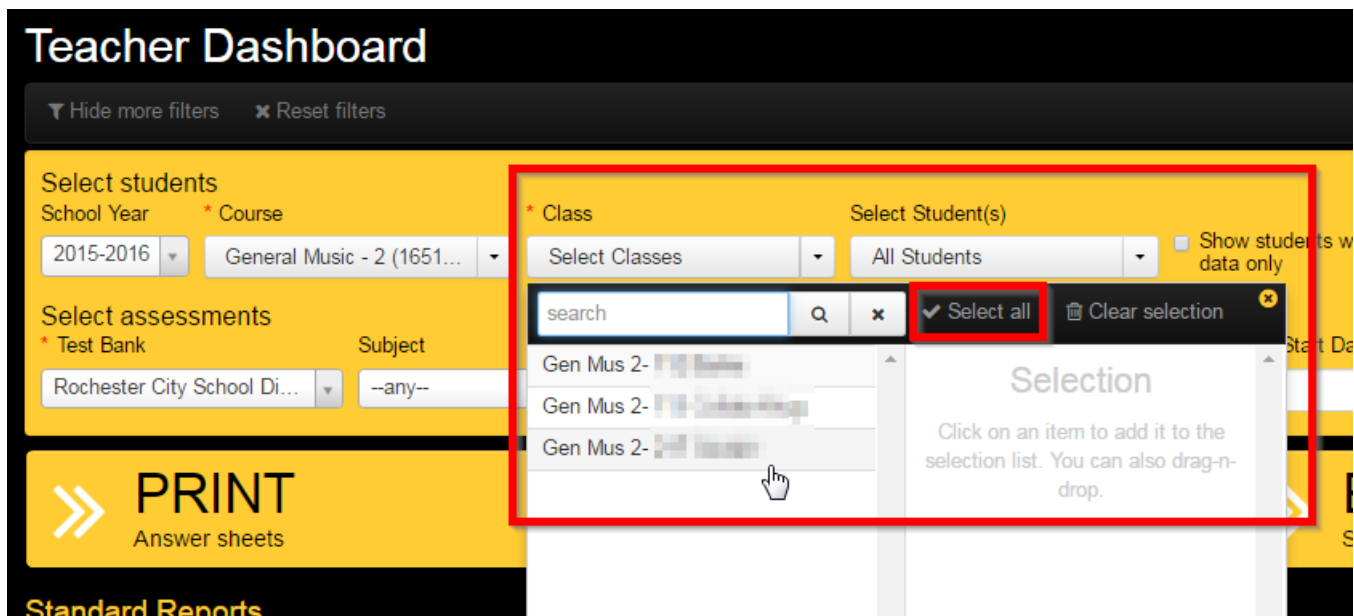 Teacher Dashboard
Hide more filters Reset filters
Select students
School Year * Course * Class Select Student(s)
2015-2016 General Music - 2 (1651... Select Classes All Students Show students w
data only
search Select all Clear selection
Select assessments
* Test Bank Subject Start Da
Rochester City School Di... --any--
Gen Mus 2-
Gen Mus 2-
Gen Mus 2-
Selection
Click on an item to add it to the
selection list. You can also drag-n-
drop.
PRINT
Answer sheets
Standard Reports